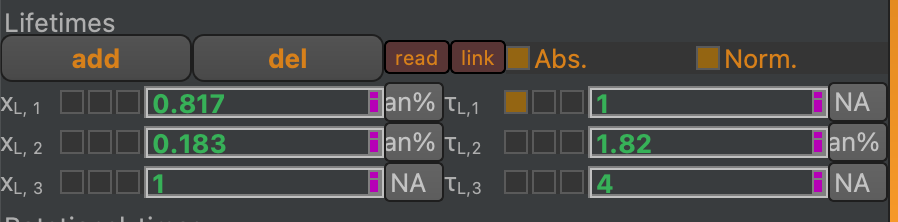 Lifetimes
add del read link Abs. Norm.
xL, 1 0.817 an% τL,1 1 NA
xL, 2 0.183 an% τL,2 1.82 an%
xL, 3 1 NA τL,3 4 NA